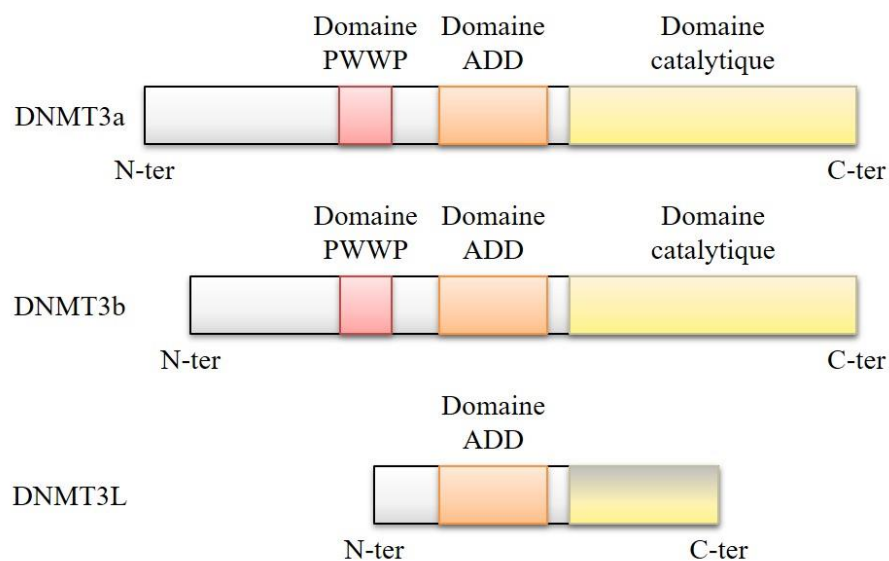 Domaine PWWP
Domaine ADD
Domaine catalytique
DNMT3a
N-ter
C-ter
Domaine PWWP
Domaine ADD
Domaine catalytique
DNMT3b
N-ter
C-ter
Domaine ADD
DNMT3L
N-ter
C-ter